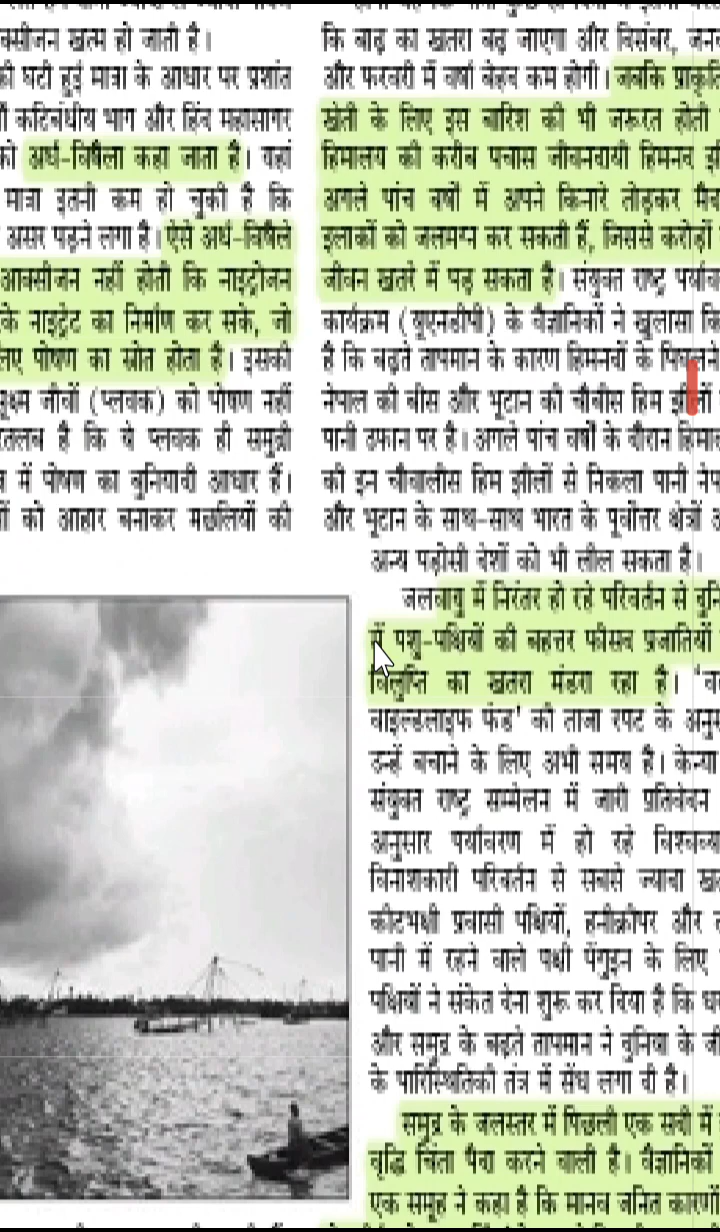 क्सीजन खत्म हो जाती है।
की घटी हुई मात्रा के आधार पर प्रशांत
कटिबंधीय भाग और हिंद महासागर
को अर्ध-विषैला कहा जाता है। यहां
मात्रा इतनी कम हो चुकी है कि
असर पड़ने लगा है। ऐसे अर्ध-विषैले
आक्सीजन नहीं होती कि नाइट्रोजन
के नाइट्रेट का निर्माण कर सके, जो
लिए पोषण का स्रोत होता है। इसकी
सूक्ष्म जीवों (प्लवक) को पोषण नहीं
मतलब है कि ये प्लवक ही समुद्री
में पोषण का बुनियादी आधार हैं।
को आहार बनाकर मछलियों की
कि बाढ़ का खतरा बढ़ जाएगा और दिसंबर, जन
और फरवरी में वर्षा बेहद कम होगी। जबकि प्राकृति
खेती के लिए इस बारिश की भी जरूरत होती
हिमालय की करीब पचास जीवनदायी हिमनद झी
अगले पांच वर्षों में अपने किनारे तोड़कर मैद
इलाकों को जलमग्न कर सकती हैं, जिससे करोड़ों
जीवन खतरे में पड़ सकता है। संयुक्त राष्ट्र पर्याव
कार्यक्रम (यूएनडीपी) के वैज्ञानिकों ने खुलासा कि
है कि बढ़ते तापमान के कारण हिमनदों के पिघलने
नेपाल की बीस और भूटान की चौबीस हिम झीलों
पानी उफान पर है। अगले पांच वर्षों के दौरान हिमाल
की इन चौवालीस हिम झीलों से निकला पानी नेप
और भूटान के साथ-साथ भारत के पूर्वोत्तर क्षेत्रों अ
अन्य पड़ोसी देशों को भी लील सकता है।
जलवायु में निरंतर हो रहे परिवर्तन से दुनि
में पशु-पक्षियों की बहत्तर फीसद प्रजातियों
विलुप्ति का खतरा मंडरा रहा है। 'वर
वाइल्डलाइफ फंड' की ताजा रपट के अनुस
उन्हें बचाने के लिए अभी समय है। केन्या
संयुक्त राष्ट्र सम्मेलन में जारी प्रतिवेदन
अनुसार पर्यावरण में हो रहे विश्वव्या
विनाशकारी परिवर्तन से सबसे ज्यादा खत
कीटभक्षी प्रवासी पक्षियों, हनीक्रीपर और
पानी में रहने वाले पक्षी पेंगुइन के लिए
पक्षियों ने संकेत देना शुरू कर दिया है कि
और समुद्र के बढ़ते तापमान ने दुनिया के जी
के पारिस्थितिकी तंत्र में सेंध लगा दी है।
समुद्र के जलस्तर में पिछली एक सदी में
वृद्धि चिंता पैदा करने वाली है। वैज्ञानिकों
एक समूह ने कहा है कि मानव जनित कारणों